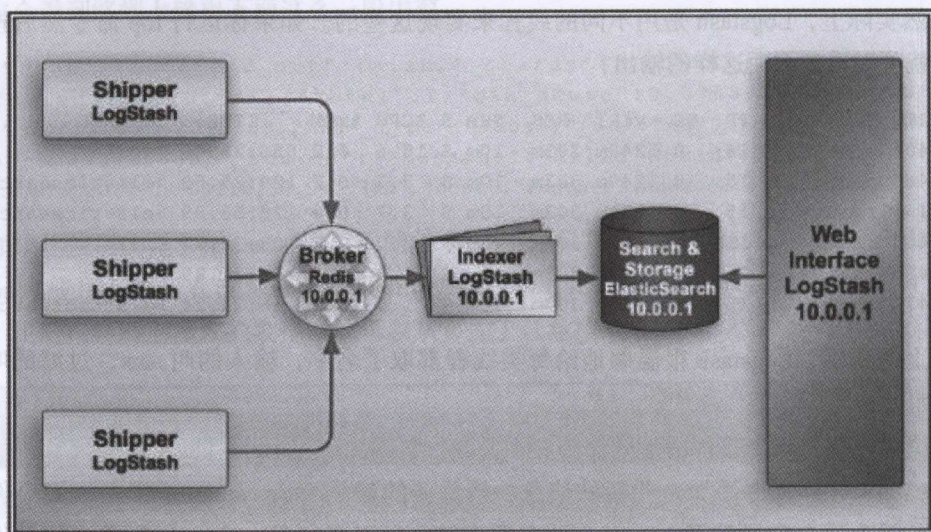 Shipper
LogStash
Shipper
LogStash
Shipper
LogStash
Broker
Redis
10.0.0.1
Indexer
LogStash
10.0.0.1
Search &
Storage
ElasticSearch
10.0.0.1
Web
Interface
LogStash
10.0.0.1